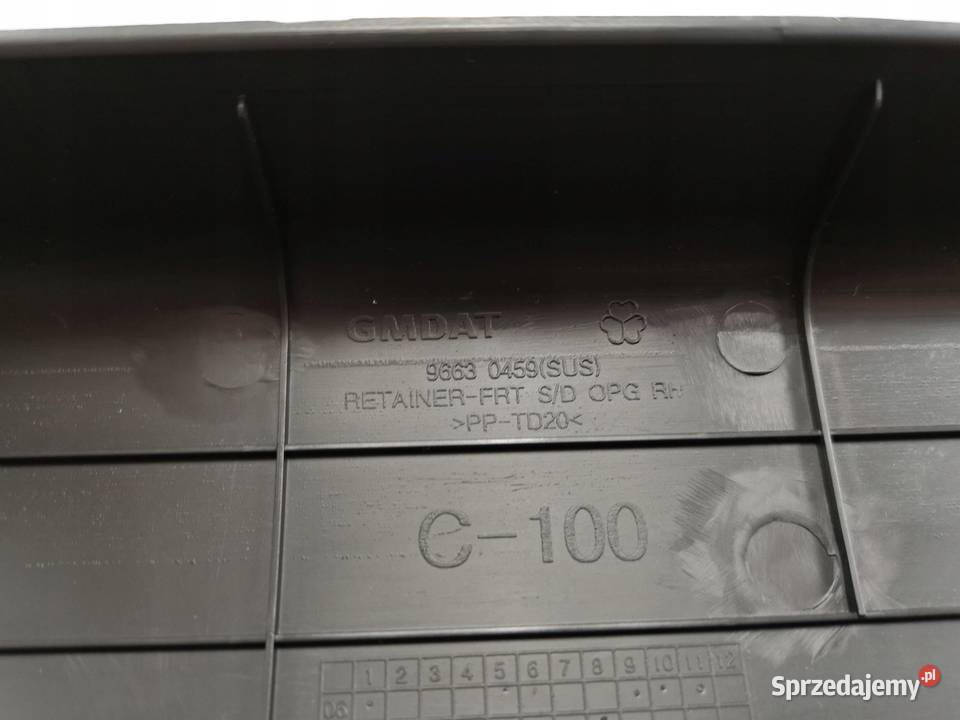 GMDAT
9663 0459(SUS)
RETAINER-FRT S/D OPG RH
>PP-TD20<
C-100
1 2 3 4 5 6 7 8 9 10 11 12
06
Sprzedajemy.pl